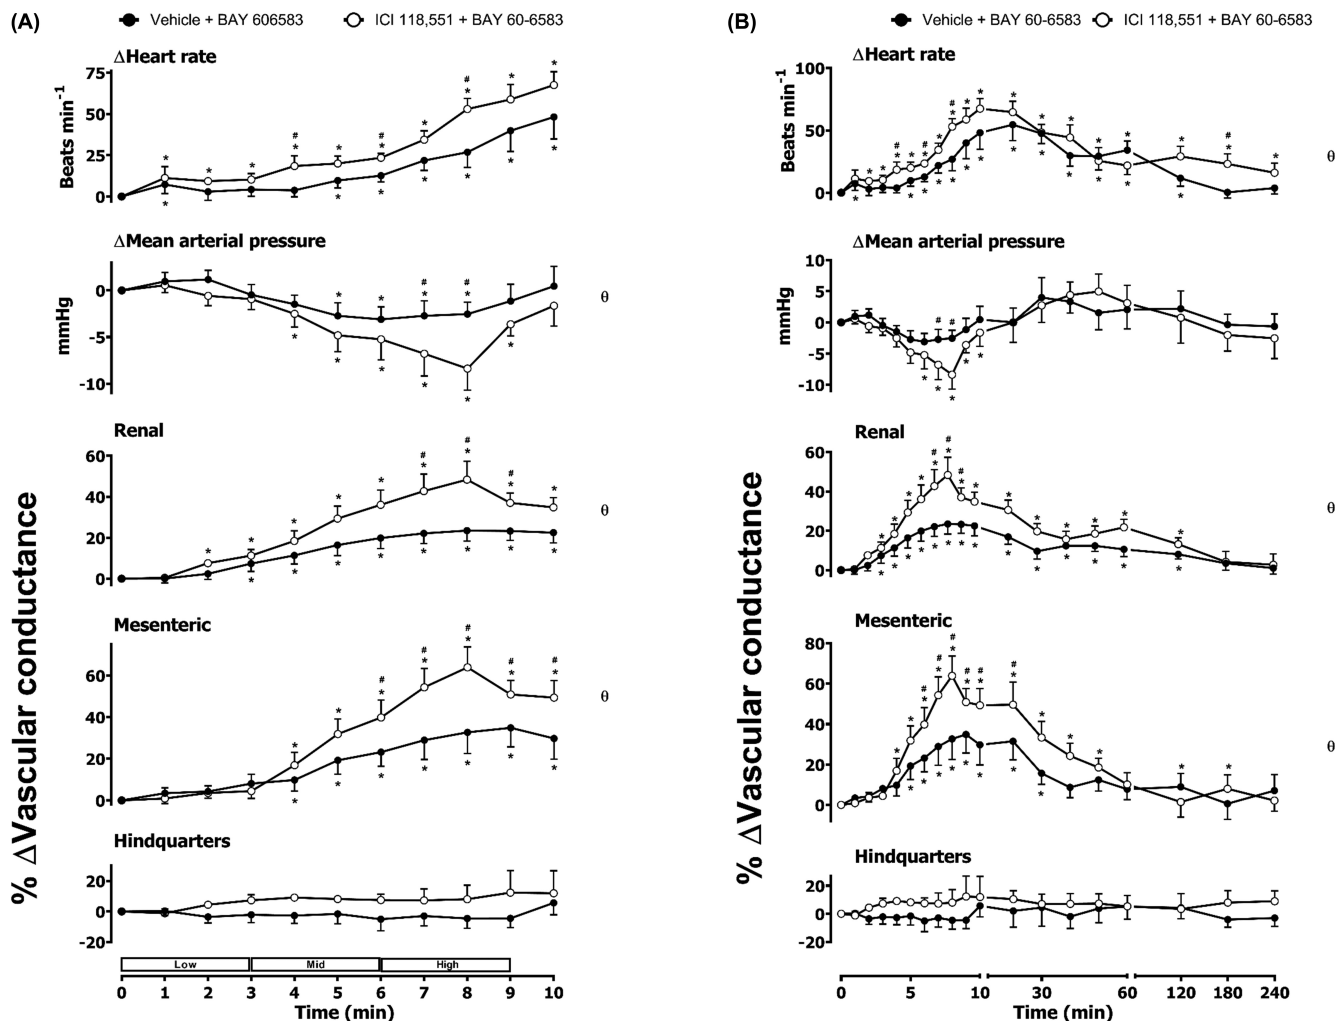 (A)
Vehicle + BAY 606583 ICI 118,551 + BAY 60-6583
ΔHeart rate
75
50
25
0
Beats min-1
* * * # * * # * * # * * *
* * * * * * *
ΔMean arterial pressure
0
-5
-10
mmHg
* * # * # *
* * * * * *
θ
Renal
60
40
20
0
* * * * * # * # * # * *
* * * * * * * *
θ
Mesenteric
60
40
20
0
* * # * # * # * # * # *
* * * * * * *
θ
Hindquarters
20
0
-20
% ΔVascular conductance
Low Mid High
0 1 2 3 4 5 6 7 8 9 10
Time (min)
(B)
Vehicle + BAY 60-6583 ICI 118,551 + BAY 60-6583
ΔHeart rate
100
50
0
Beats min-1
θ
ΔMean arterial pressure
10
5
0
-5
-10
mmHg
# * # *
* * * *
Renal
60
40
20
0
θ
Mesenteric
80
60
40
20
0
θ
Hindquarters
20
0
-20
% ΔVascular conductance
0 5 10 30 60 120 180 240
Time (min)